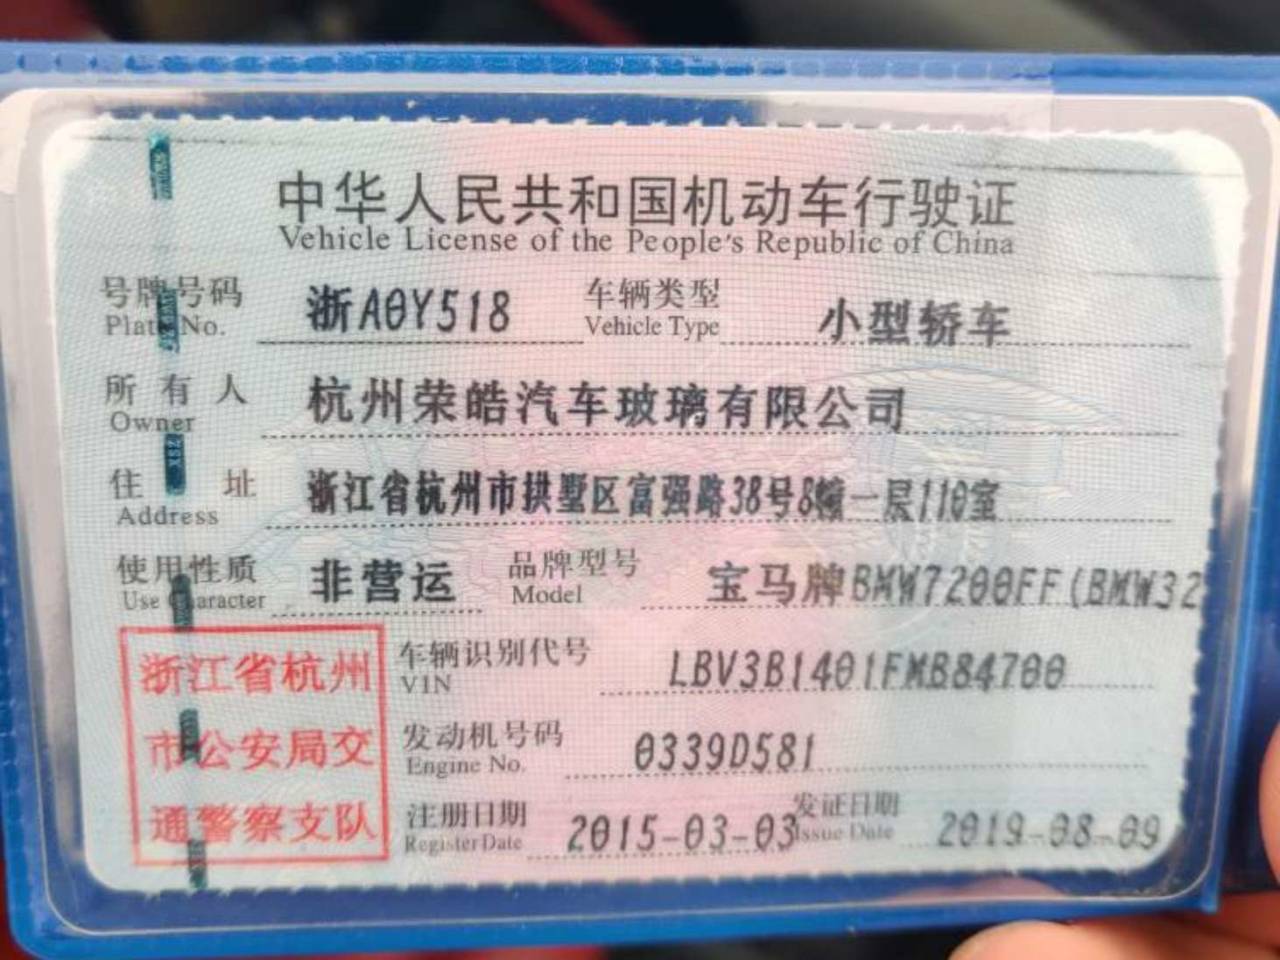 中华人民共和国机动车行驶证
Vehicle License of the People's Republic of China
号牌号码 浙A0Y518 车辆类型 小型轿车
Plate No. Vehicle Type
所有人 杭州荣皓汽车玻璃有限公司
Owner
住址 浙江省杭州市拱墅区富强路38号8幢一层110室
Address
使用性质 非营运 品牌型号 宝马牌BMW7200FF(BMW32
Use Character Model
浙江省杭州
市公安局交
通警察支队
车辆识别代号 LBV3B1401FMB84700
VIN
发动机号码 0339D581
Engine No.
注册日期 2015-03-03 发证日期 2019-08-09
Register Date Issue Date